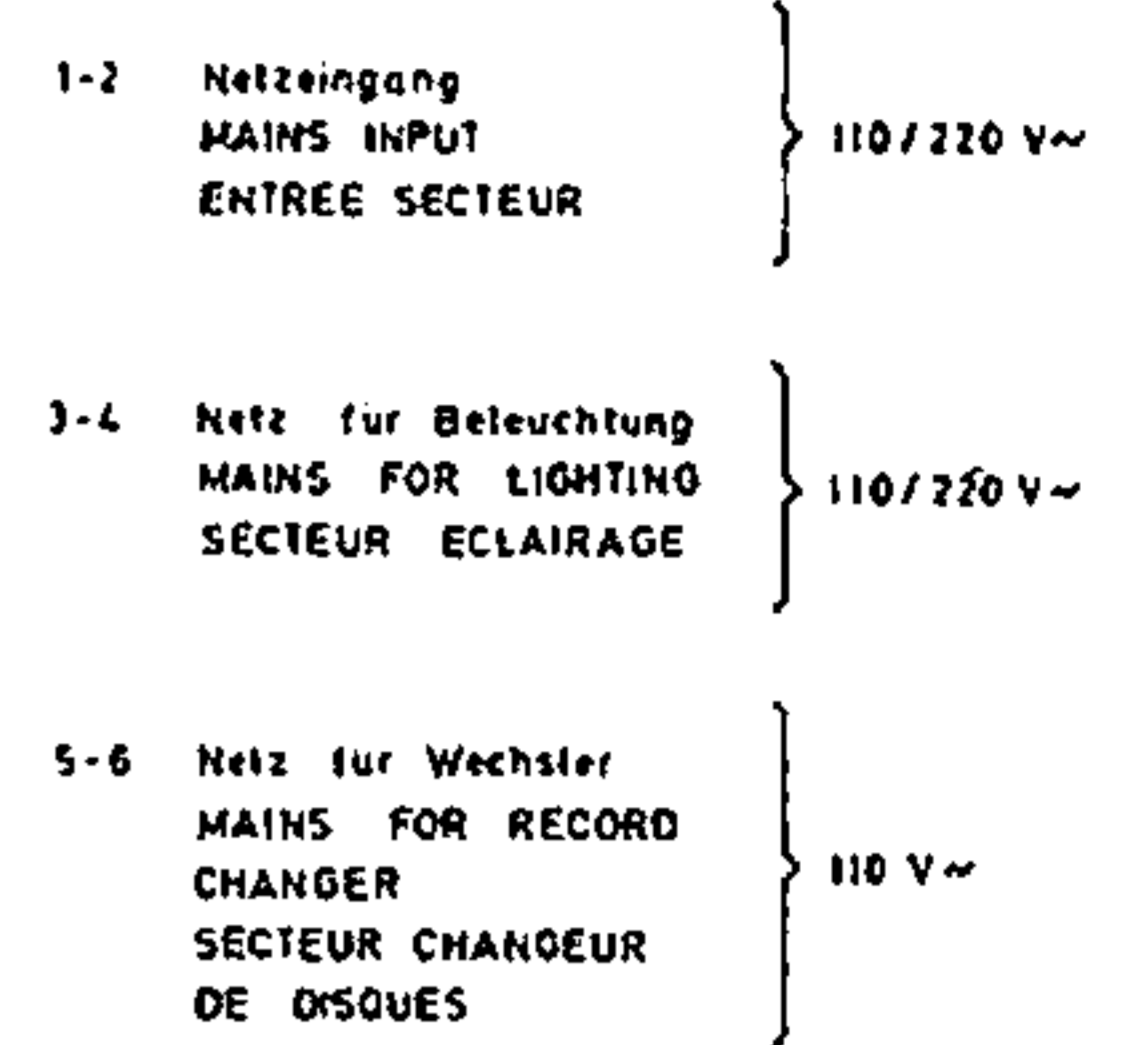 1-2 Netzeingang
MAINS INPUT
ENTREE SECTEUR
110/220 V~
3-4 Netz für Beleuchtung
MAINS FOR LIGHTING
SECTEUR ECLAIRAGE
110/220 V~
5-6 Netz für Wechsler
MAINS FOR RECORD
CHANGER
SECTEUR CHANGEUR
DE DISQUES
110 V~